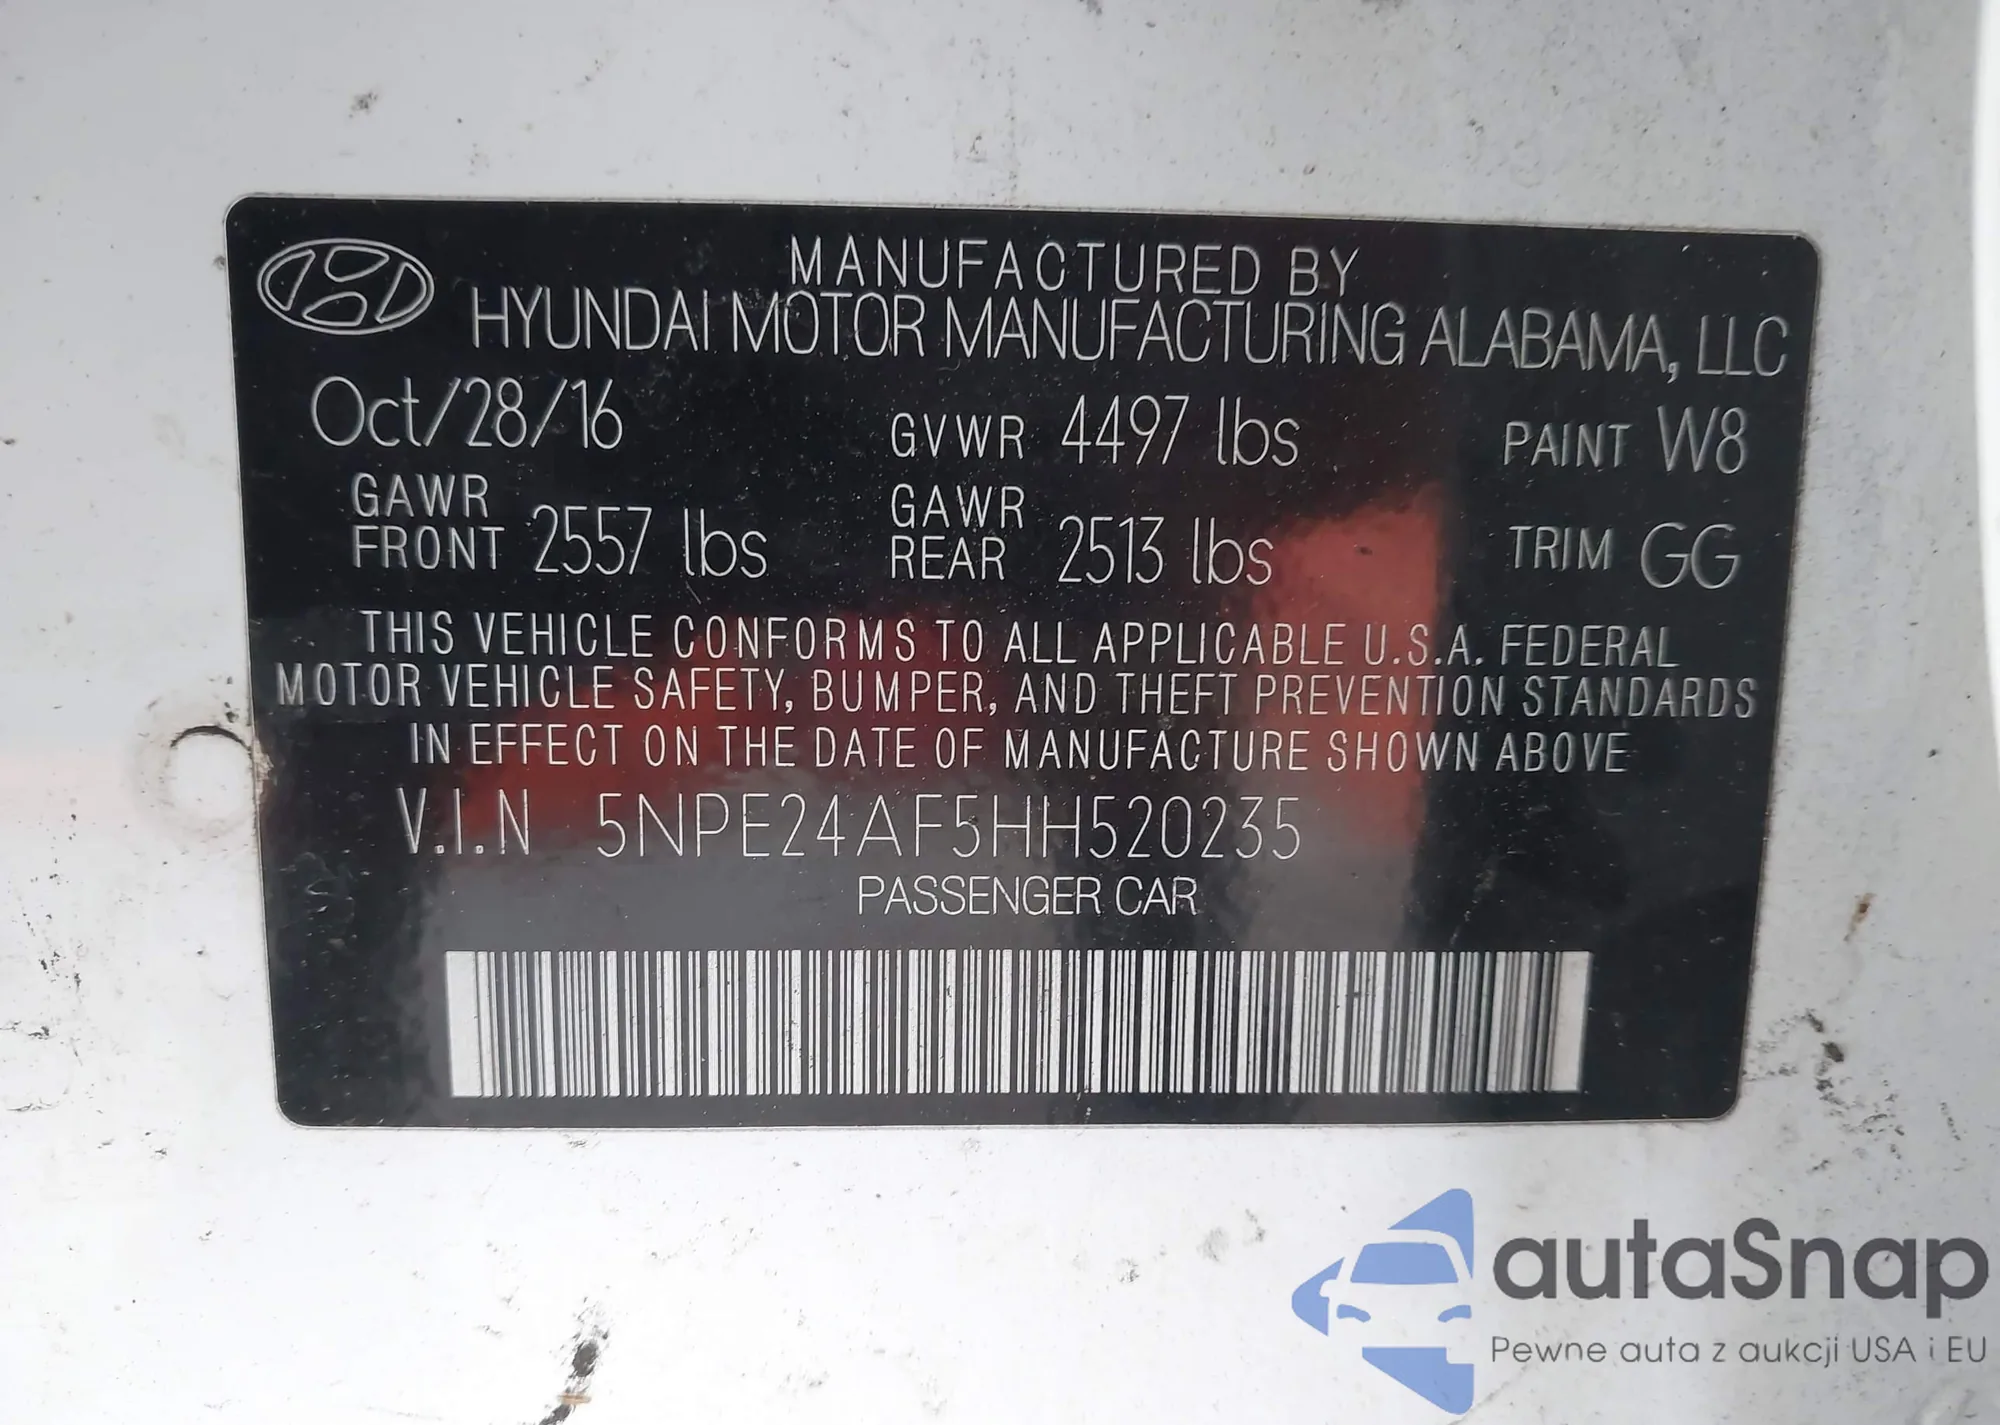 MANUFACTURED BY
HYUNDAI MOTOR MANUFACTURING ALABAMA, LLC
Oct/28/16 GVWR 4497 lbs PAINT W8
GAWR FRONT 2557 lbs GAWR REAR 2513 lbs TRIM GG
THIS VEHICLE CONFORMS TO ALL APPLICABLE U.S.A. FEDERAL
MOTOR VEHICLE SAFETY, BUMPER, AND THEFT PREVENTION STANDARDS
IN EFFECT ON THE DATE OF MANUFACTURE SHOWN ABOVE
V.I.N 5NPE24AF5HH520235
PASSENGER CAR
autaSnap
Pewne auta z aukcji USA i EU